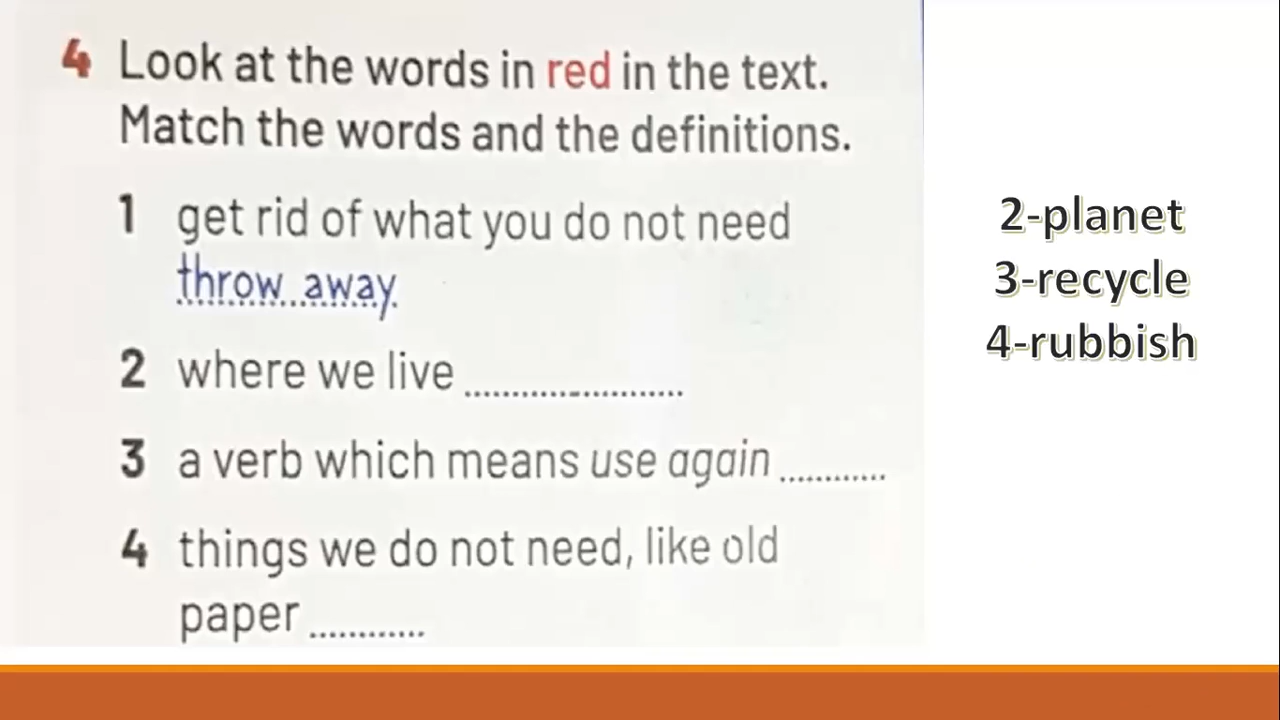 4 Look at the words in red in the text.
Match the words and the definitions.
1 get rid of what you do not need
throw away.
2 where we live ......................
3 a verb which means use again ............
4 things we do not need, like old
paper ............
2-planet
3-recycle
4-rubbish